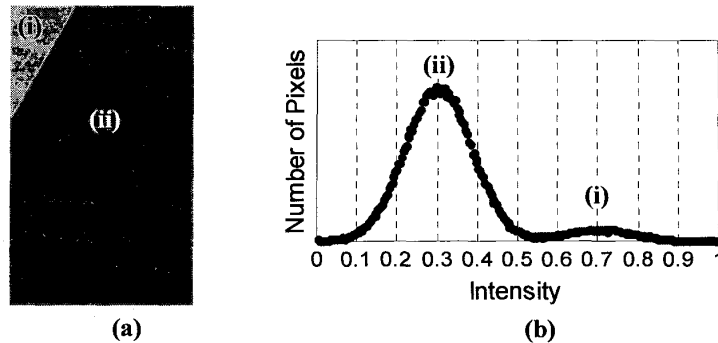 (i)
(ii)
(a)
Number of Pixels
(ii)
(i)
0 0.1 0.2 0.3 0.4 0.5 0.6 0.7 0.8 0.9 1
Intensity
(b)